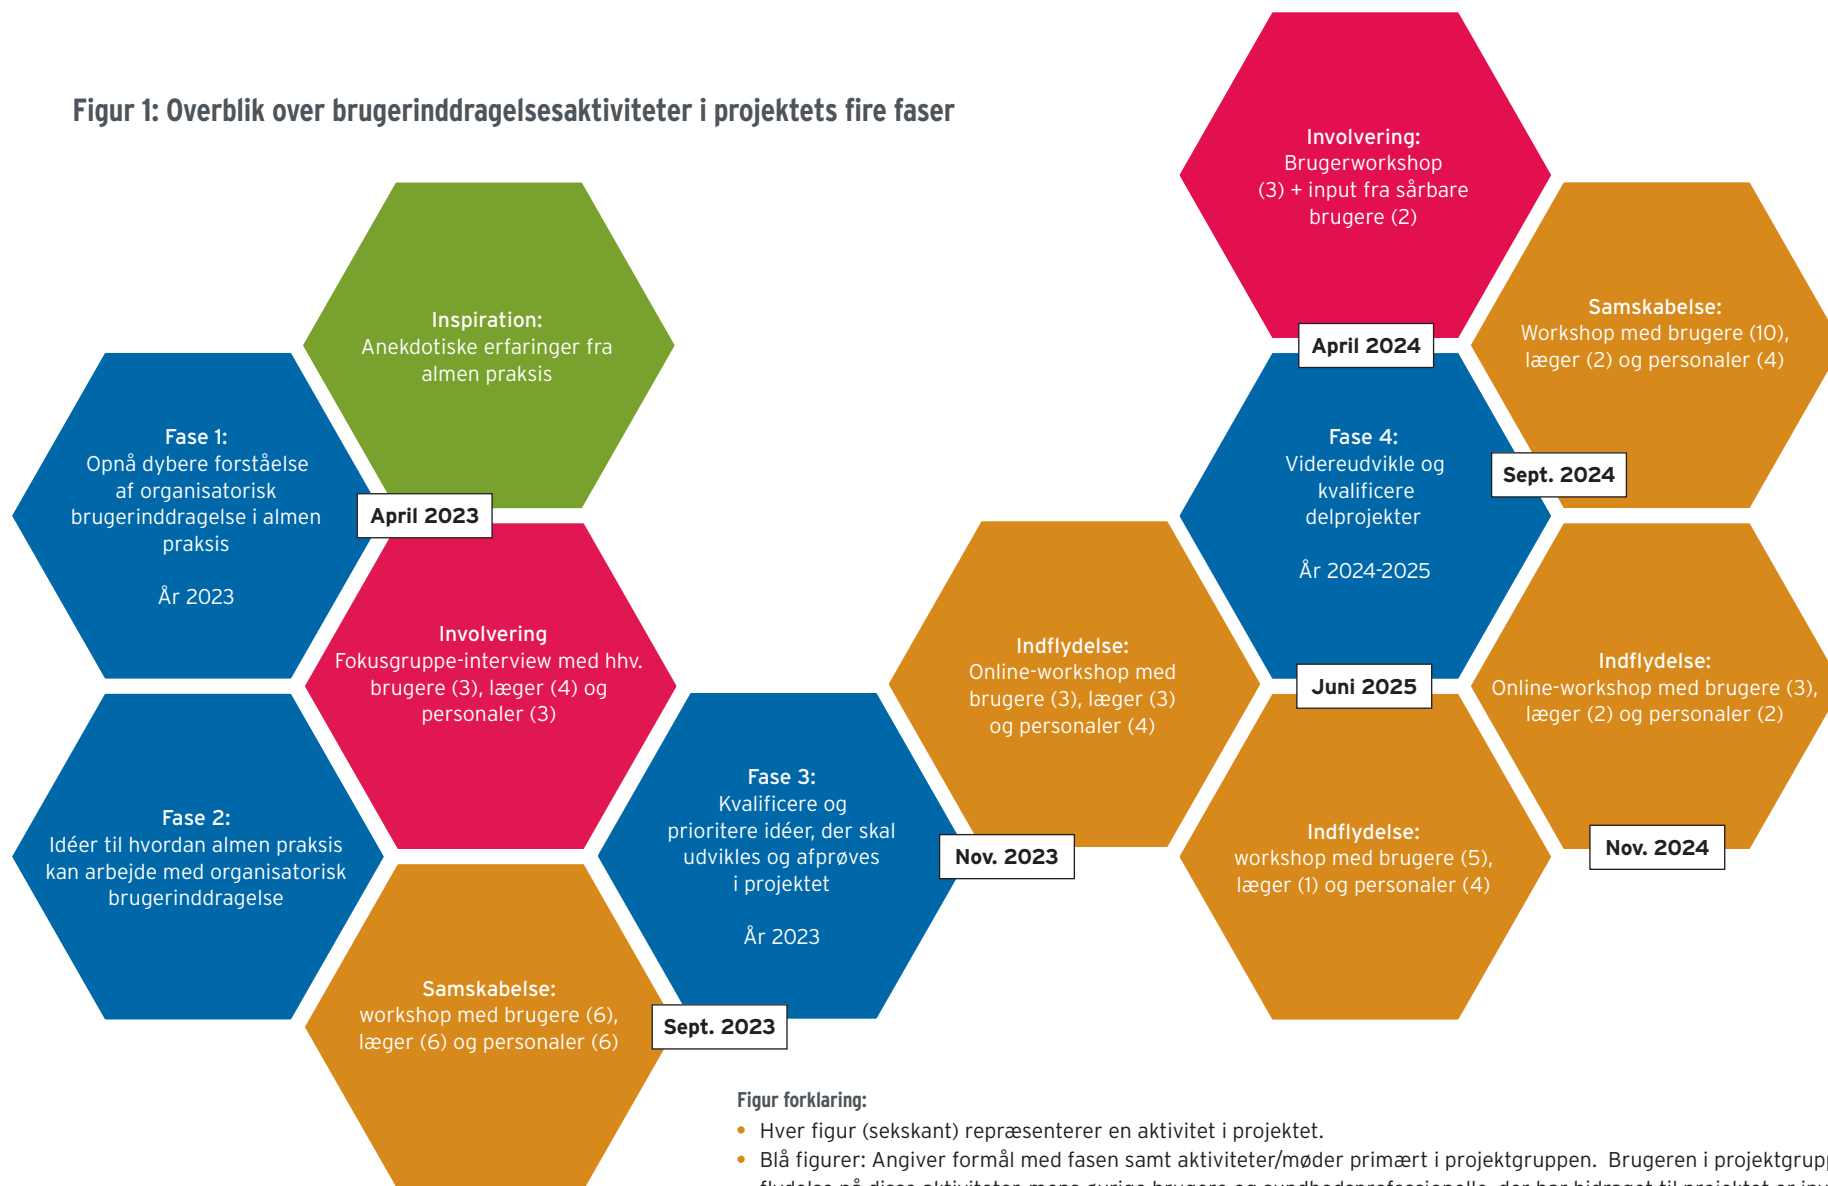 Figur 1: Overblik over brugerinddragelsesaktiviteter i projektets fire faser
Inspiration:
Anekdotiske erfaringer fra
almen praksis
Fase 1:
Opnå dybere forståelse
af organisatorisk
brugerinddragelse i almen
praksis
År 2023
April 2023
Involvering
Fokusgruppe-interview med hhv.
brugere (3), læger (4) og
personaler (3)
Fase 2:
Idéer til hvordan almen praksis
kan arbejde med organisatorisk
brugerinddragelse
Samskabelse:
workshop med brugere (6),
læger (6) og personaler (6)
Sept. 2023
Fase 3:
Kvalificere og
prioritere idéer, der skal
udvikles og afprøves
i projektet
År 2023
Nov. 2023
Indflydelse:
Online-workshop med
brugere (3), læger (3)
og personaler (4)
Involvering:
Brugerworkshop
(3) + input fra sårbare
brugere (2)
April 2024
Fase 4:
Videreudvikle og
kvalificere
delprojekter
År 2024-2025
Samskabelse:
Workshop med brugere (10),
læger (2) og personaler (4)
Sept. 2024
Indflydelse:
Online-workshop med brugere (3),
læger (2) og personaler (2)
Nov. 2024
Juni 2025
Indflydelse:
workshop med brugere (5),
læger (1) og personaler (4)
Figur forklaring:
• Hver figur (sekskant) repræsenterer en aktivitet i projektet.
• Blå figurer: Angiver formål med fasen samt aktiviteter/møder primært i projektgruppen. Brugeren i